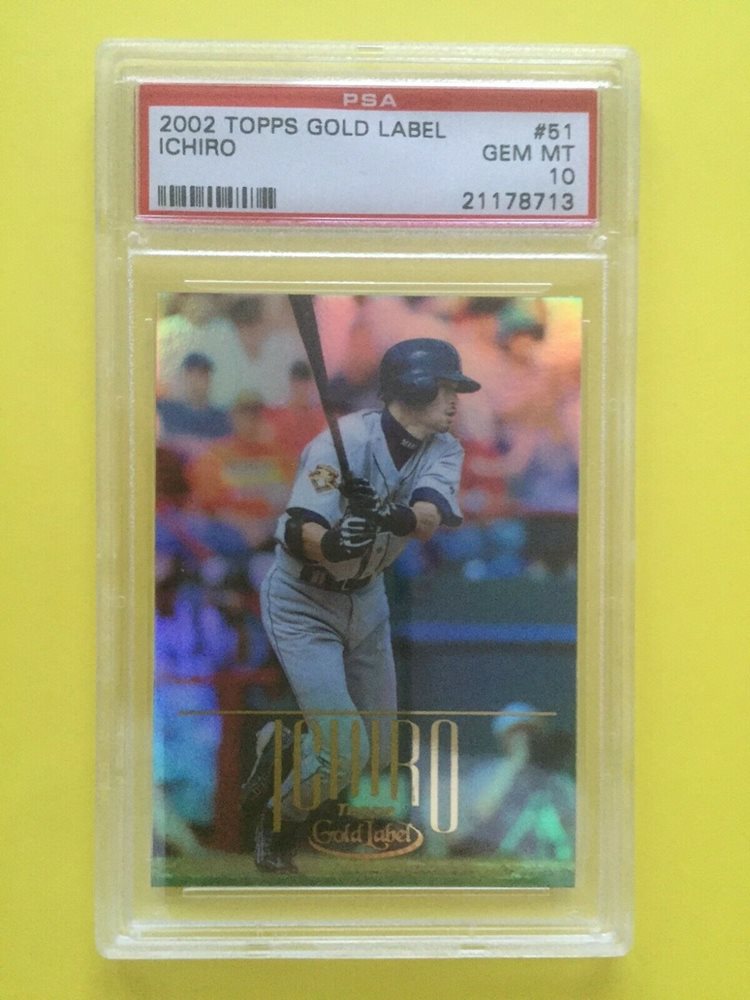 PSA
2002 TOPPS GOLD LABEL #51
ICHIRO GEM MT
10
21178713
ICHIRO
Topps
Gold Label